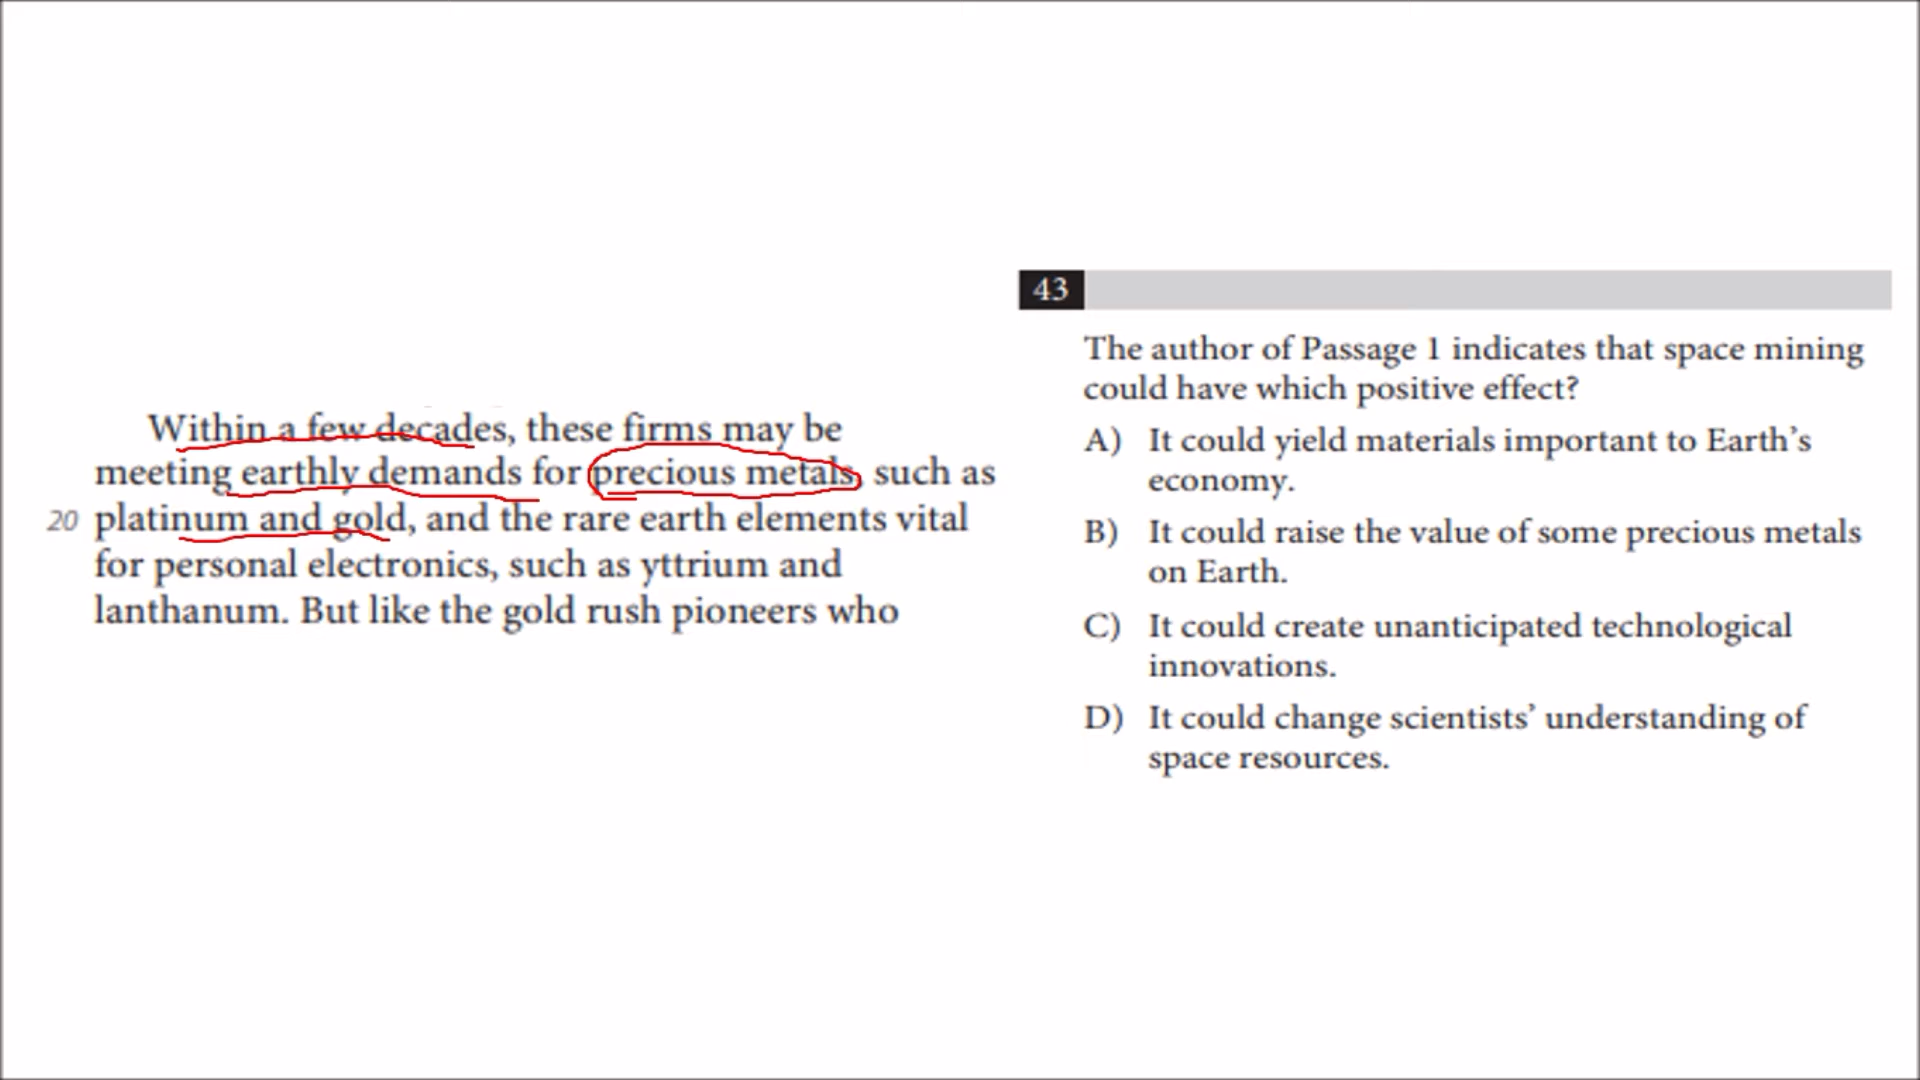 Within a few decades, these firms may be
meeting earthly demands for precious metals, such as
20 platinum and gold, and the rare earth elements vital
for personal electronics, such as yttrium and
lanthanum. But like the gold rush pioneers who
43
The author of Passage 1 indicates that space mining
could have which positive effect?
A) It could yield materials important to Earth’s
economy.
B) It could raise the value of some precious metals
on Earth.
C) It could create unanticipated technological
innovations.
D) It could change scientists’ understanding of
space resources.